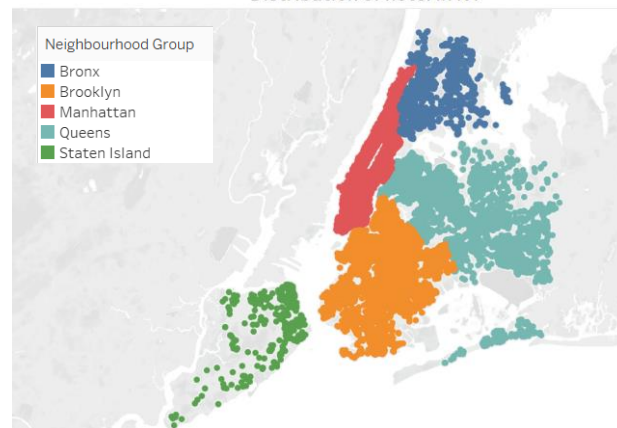 Neighbourhood Group
Bronx
Brooklyn
Manhattan
Queens
Staten Island